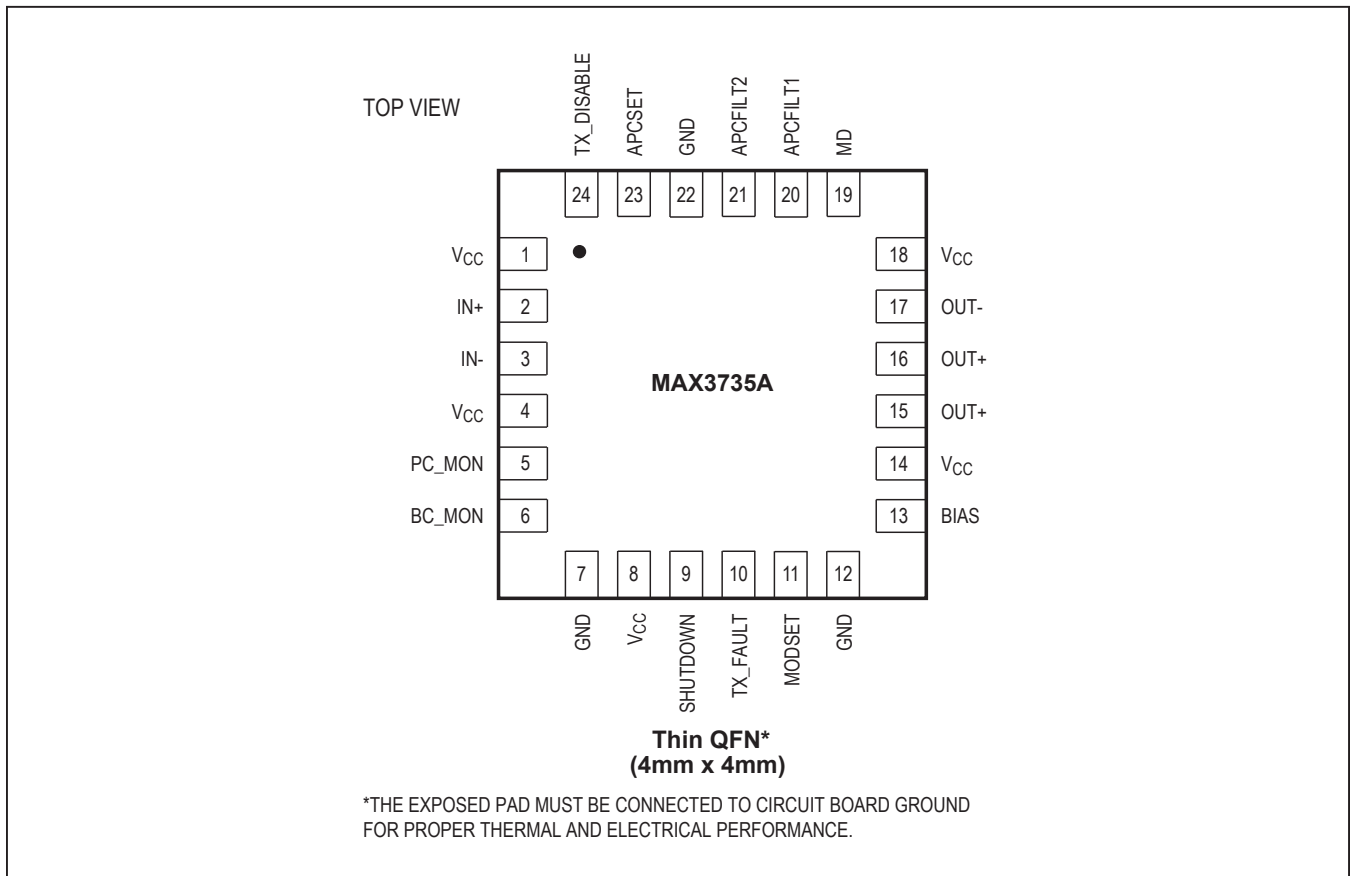 TOP VIEW
TX_DISABLE
APCSET
GND
APCFILT2
APCFILT1
MD
24
23
22
21
20
19
VCC 1
IN+ 2
IN- 3
VCC 4
PC_MON 5
BC_MON 6
18 VCC
17 OUT-
16 OUT+
15 OUT+
14 VCC
13 BIAS
MAX3735A
7
8
9
10
11
12
GND
VCC
SHUTDOWN
TX_FAULT
MODSET
GND
Thin QFN*
(4mm x 4mm)
*THE EXPOSED PAD MUST BE CONNECTED TO CIRCUIT BOARD GROUND
FOR PROPER THERMAL AND ELECTRICAL PERFORMANCE.